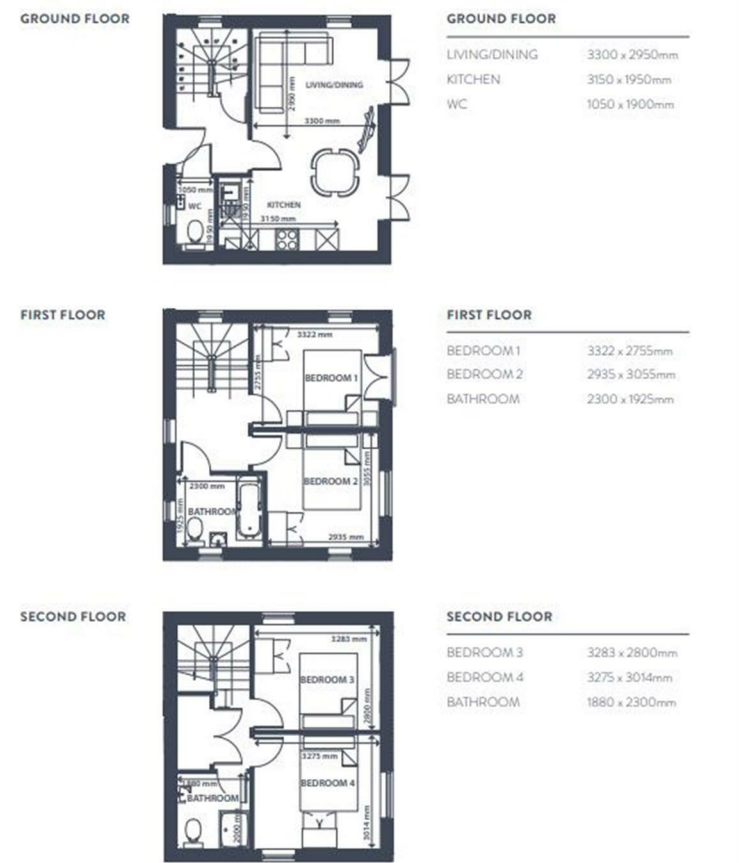 GROUND FLOOR
LIVING/DINING
2950 mm
3300 mm
1050 mm
WC
1950 mm
KITCHEN
3150 mm
GROUND FLOOR
LIVING/DINING 3300 x 2950mm
KITCHEN 3150 x 1950mm
WC 1050 x 1900mm
FIRST FLOOR
3322 mm
2755 mm
BEDROOM 1
BEDROOM 2
3055 mm
2300 mm
1925 mm
BATHROOM
2935 mm
FIRST FLOOR
BEDROOM 1 3322 x 2755mm
BEDROOM 2 2935 x 3055mm
BATHROOM 2300 x 1925mm
SECOND FLOOR
3283 mm
BEDROOM 3
2800 mm
3275 mm
1880 mm
BEDROOM 4
BATHROOM
3014 mm
SECOND FLOOR
BEDROOM 3 3283 x 2800mm
BEDROOM 4 3275 x 3014mm
BATHROOM 1880 x 2300mm